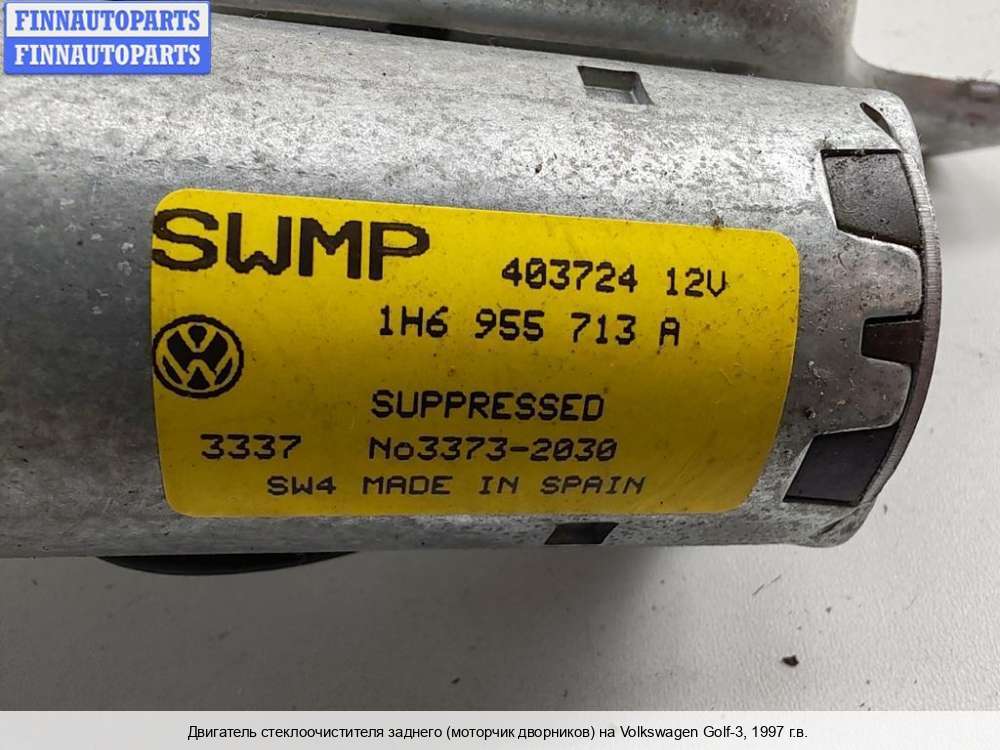 FINNAUTOPARTS
FINNAUTOPARTS
SWMP
403724 12V
1H6 955 713 A
SUPPRESSED
3337 No3373-2030
SW4 MADE IN SPAIN
Двигатель стеклоочистителя заднего (моторчик дворников) на Volkswagen Golf-3, 1997 г.в.